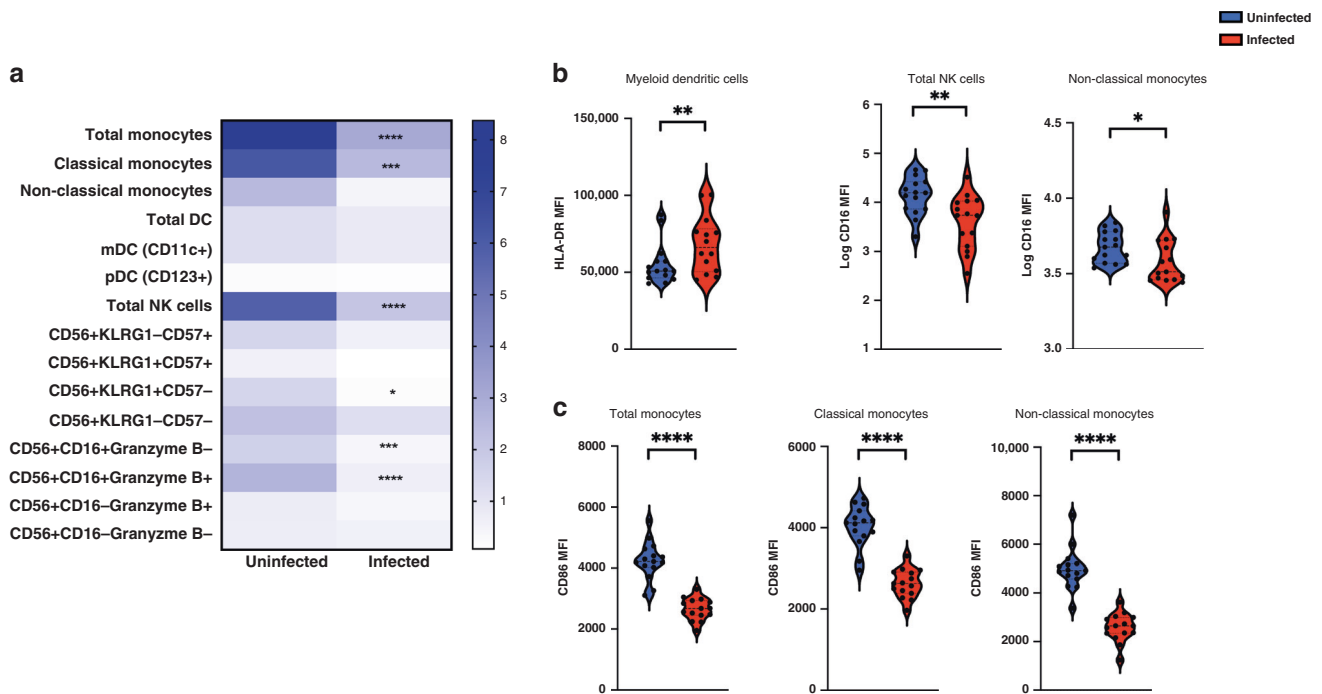 Uninfected
Infected
a
Total monocytes
Classical monocytes
Non-classical monocytes
Total DC
mDC (CD11c+)
pDC (CD123+)
Total NK cells
CD56+KLRG1–CD57+
CD56+KLRG1+CD57+
CD56+KLRG1+CD57–
CD56+KLRG1–CD57–
CD56+CD16+Granzyme B–
CD56+CD16+Granzyme B+
CD56+CD16–Granzyme B+
CD56+CD16–Granyzme B–
****
***
****
*
***
****
Uninfected Infected
8
7
6
5
4
3
2
1
b
Myeloid dendritic cells
**
150,000
100,000
50,000
0
HLA-DR MFI
Total NK cells
**
6
5
4
3
2
1
Log CD16 MFI
Non-classical monocytes
*
4.5
4.0
3.5
3.0
Log CD16 MFI
c
Total monocytes
****
8000
6000
4000
2000
0
CD86 MFI
Classical monocytes
****
6000
4000
2000
0
CD86 MFI
Non-classical monocytes
****
10,000
8000
6000
4000
2000
0
CD86 MFI